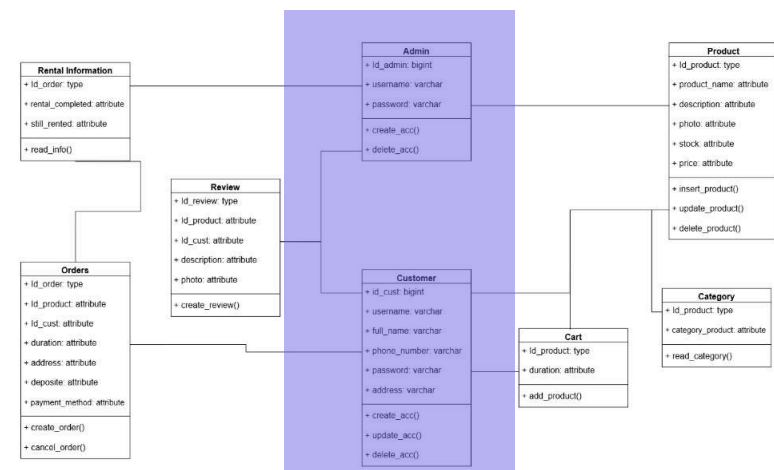 Rental Information
+ Id_order: type
+ rental_completed: attribute
+ still_rented: attribute
+ read_info()
Admin
+ Id_admin: bigint
+ username: varchar
+ password: varchar
+ create_acc()
+ delete_acc()
Product
+ Id_product: type
+ product_name: attribute
+ description: attribute
+ photo: attribute
+ stock: attribute
+ price: attribute
+ insert_product()
+ update_product()
+ delete_product()
Review
+ Id_review: type
+ Id_product: attribute
+ Id_cust: attribute
+ description: attribute
+ photo: attribute
+ create_review()
Orders
+ Id_order: type
+ Id_product: attribute
+ Id_cust: attribute
+ duration: attribute
+ address: attribute
+ deposite: attribute
+ payment_method: attribute
+ create_order()
+ cancel_order()
Customer
+ id_cust: bigint
+ username: varchar
+ full_name: varchar
+ phone_number: varchar
+ password: varchar
+ address: varchar
+ create_acc()
+ update_acc()
+ delete_acc()
Cart
+ Id_product: type
+ duration: attribute
+ add_product()
Category
+ Id_product: type
+ category_product: attribute
+ read_category()